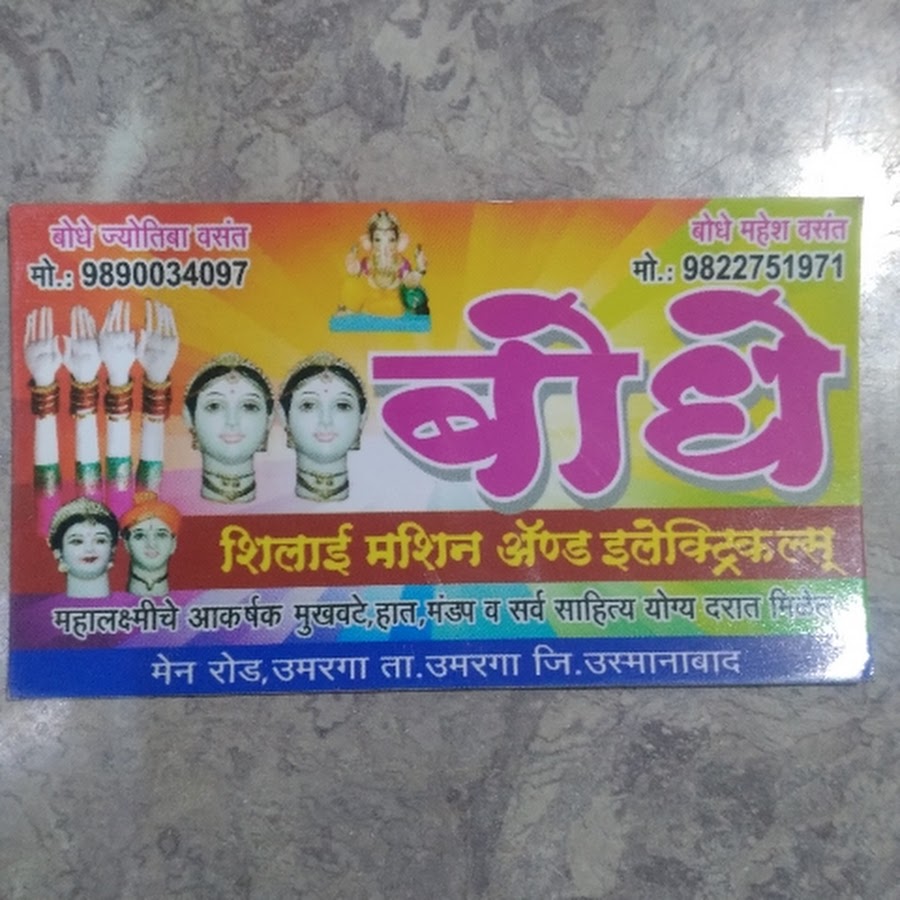 बोधे ज्योतिबा वसंत
मो.: 9890034097
बोधे महेश वसंत
मो.: 9822751971
बोधे
शिलाई मशिन ॲण्ड इलेक्ट्रिकल्स्
महालक्ष्मीचे आकर्षक मुखवटे,हात,मंडप व सर्व साहित्य योग्य दरात मिळेल
मेन रोड,उमरगा ता.उमरगा जि.उस्मानाबाद